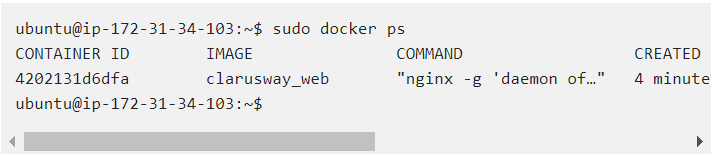 ubuntu@ip-172-31-34-103:~$ sudo docker ps
CONTAINER ID IMAGE COMMAND CREATED
4202131d6dfa clarusway_web "nginx -g 'daemon of…" 4 minute
ubuntu@ip-172-31-34-103:~$